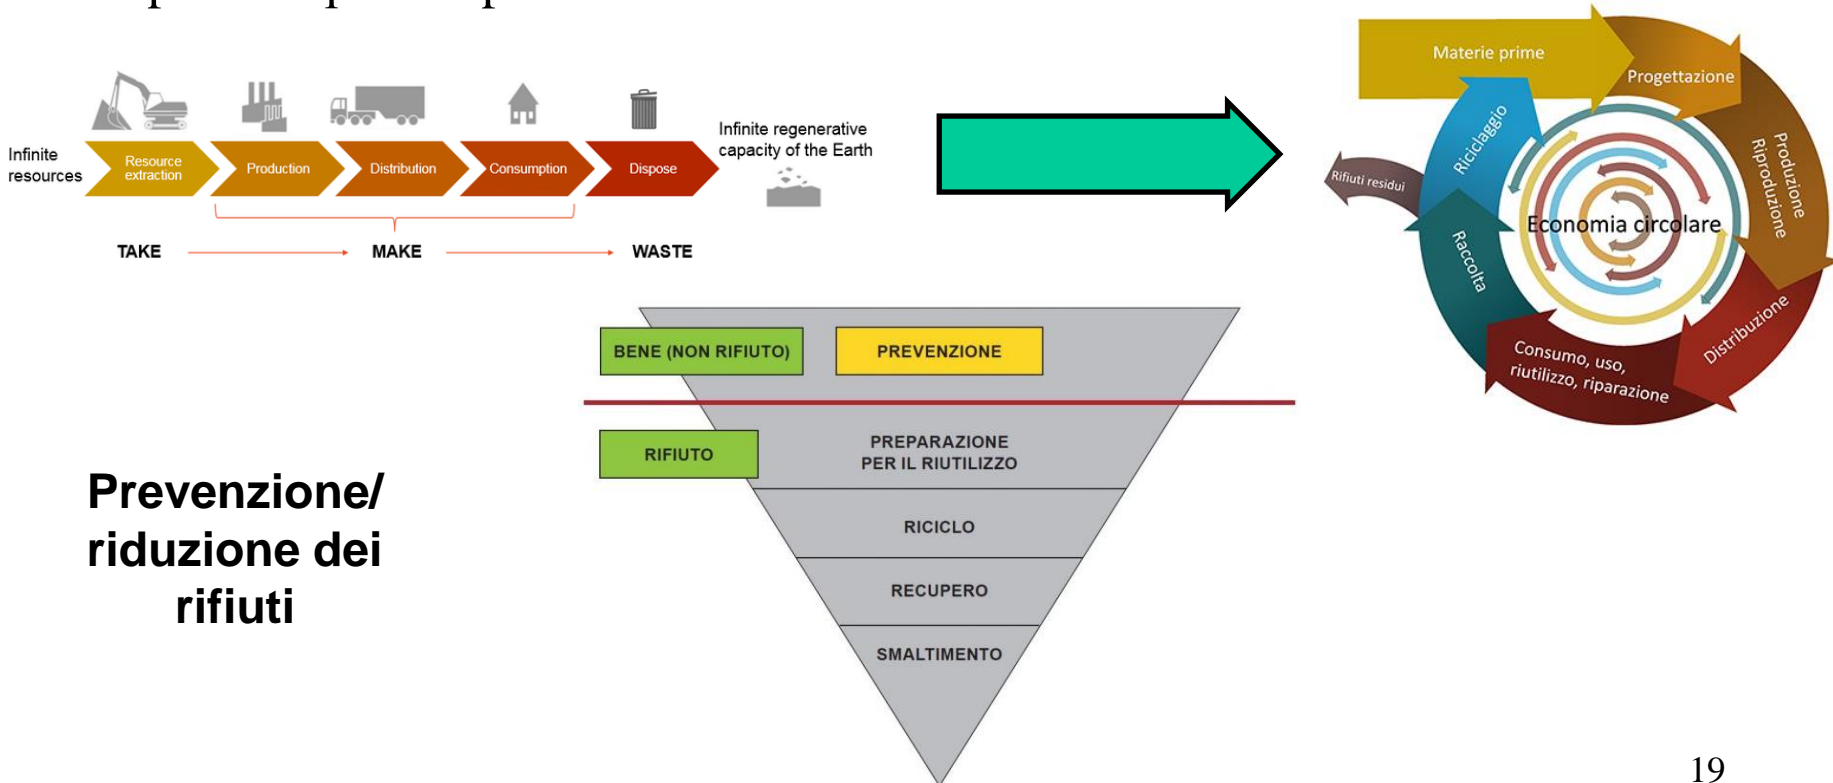 Infinite
resources
Resource
extraction
Production
Distribution
Consumption
Dispose
Infinite regenerative
capacity of the Earth
TAKE
MAKE
WASTE
Materie prime
Progettazione
Produzione
Riproduzione
Distribuzione
Consumo, uso,
riutilizzo, riparazione
Raccolta
Riciclaggio
Rifiuti residui
Economia circolare
BENE (NON RIFIUTO)
PREVENZIONE
RIFIUTO
PREPARAZIONE
PER IL RIUTILIZZO
RICICLO
RECUPERO
SMALTIMENTO
Prevenzione/
riduzione dei
rifiuti
19